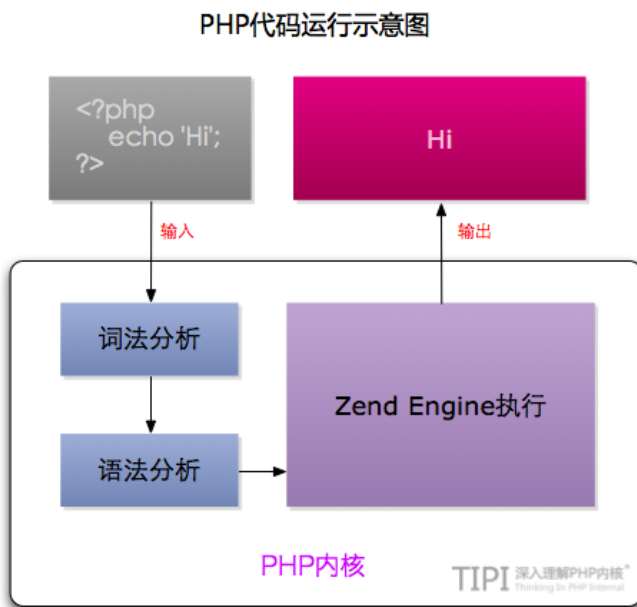 PHP代码运行示意图
<?php
echo 'Hi';
?>
Hi
输入
输出
词法分析
Zend Engine执行
语法分析
PHP内核
TIPI 深入理解PHP内核
Thinking In PHP Internal